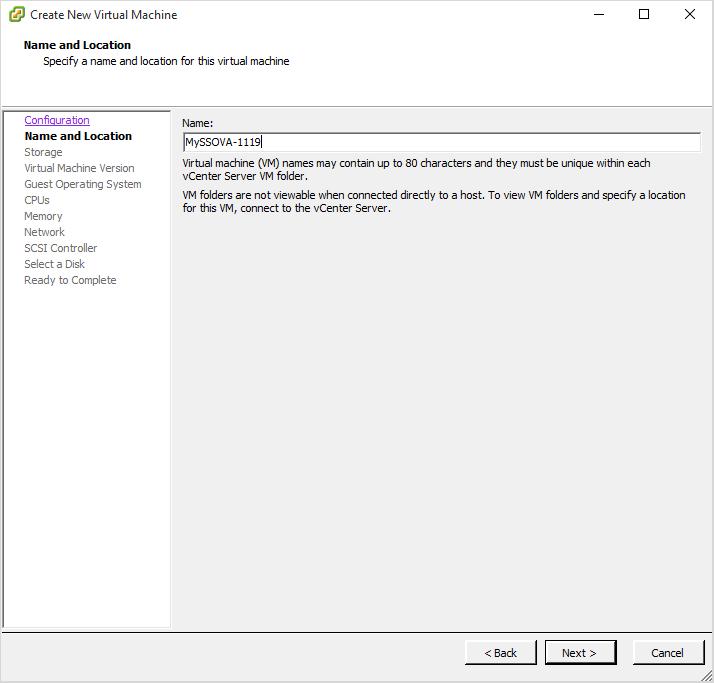 Create New Virtual Machine
Name and Location
Specify a name and location for this virtual machine
Configuration
Name and Location
Storage
Virtual Machine Version
Guest Operating System
CPUs
Memory
Network
SCSI Controller
Select a Disk
Ready to Complete
Name:
MySSOVA-1119
Virtual machine (VM) names may contain up to 80 characters and they must be unique within each
vCenter Server VM folder.
VM folders are not viewable when connected directly to a host. To view VM folders and specify a location
for this VM, connect to the vCenter Server.
< Back
Next >
Cancel